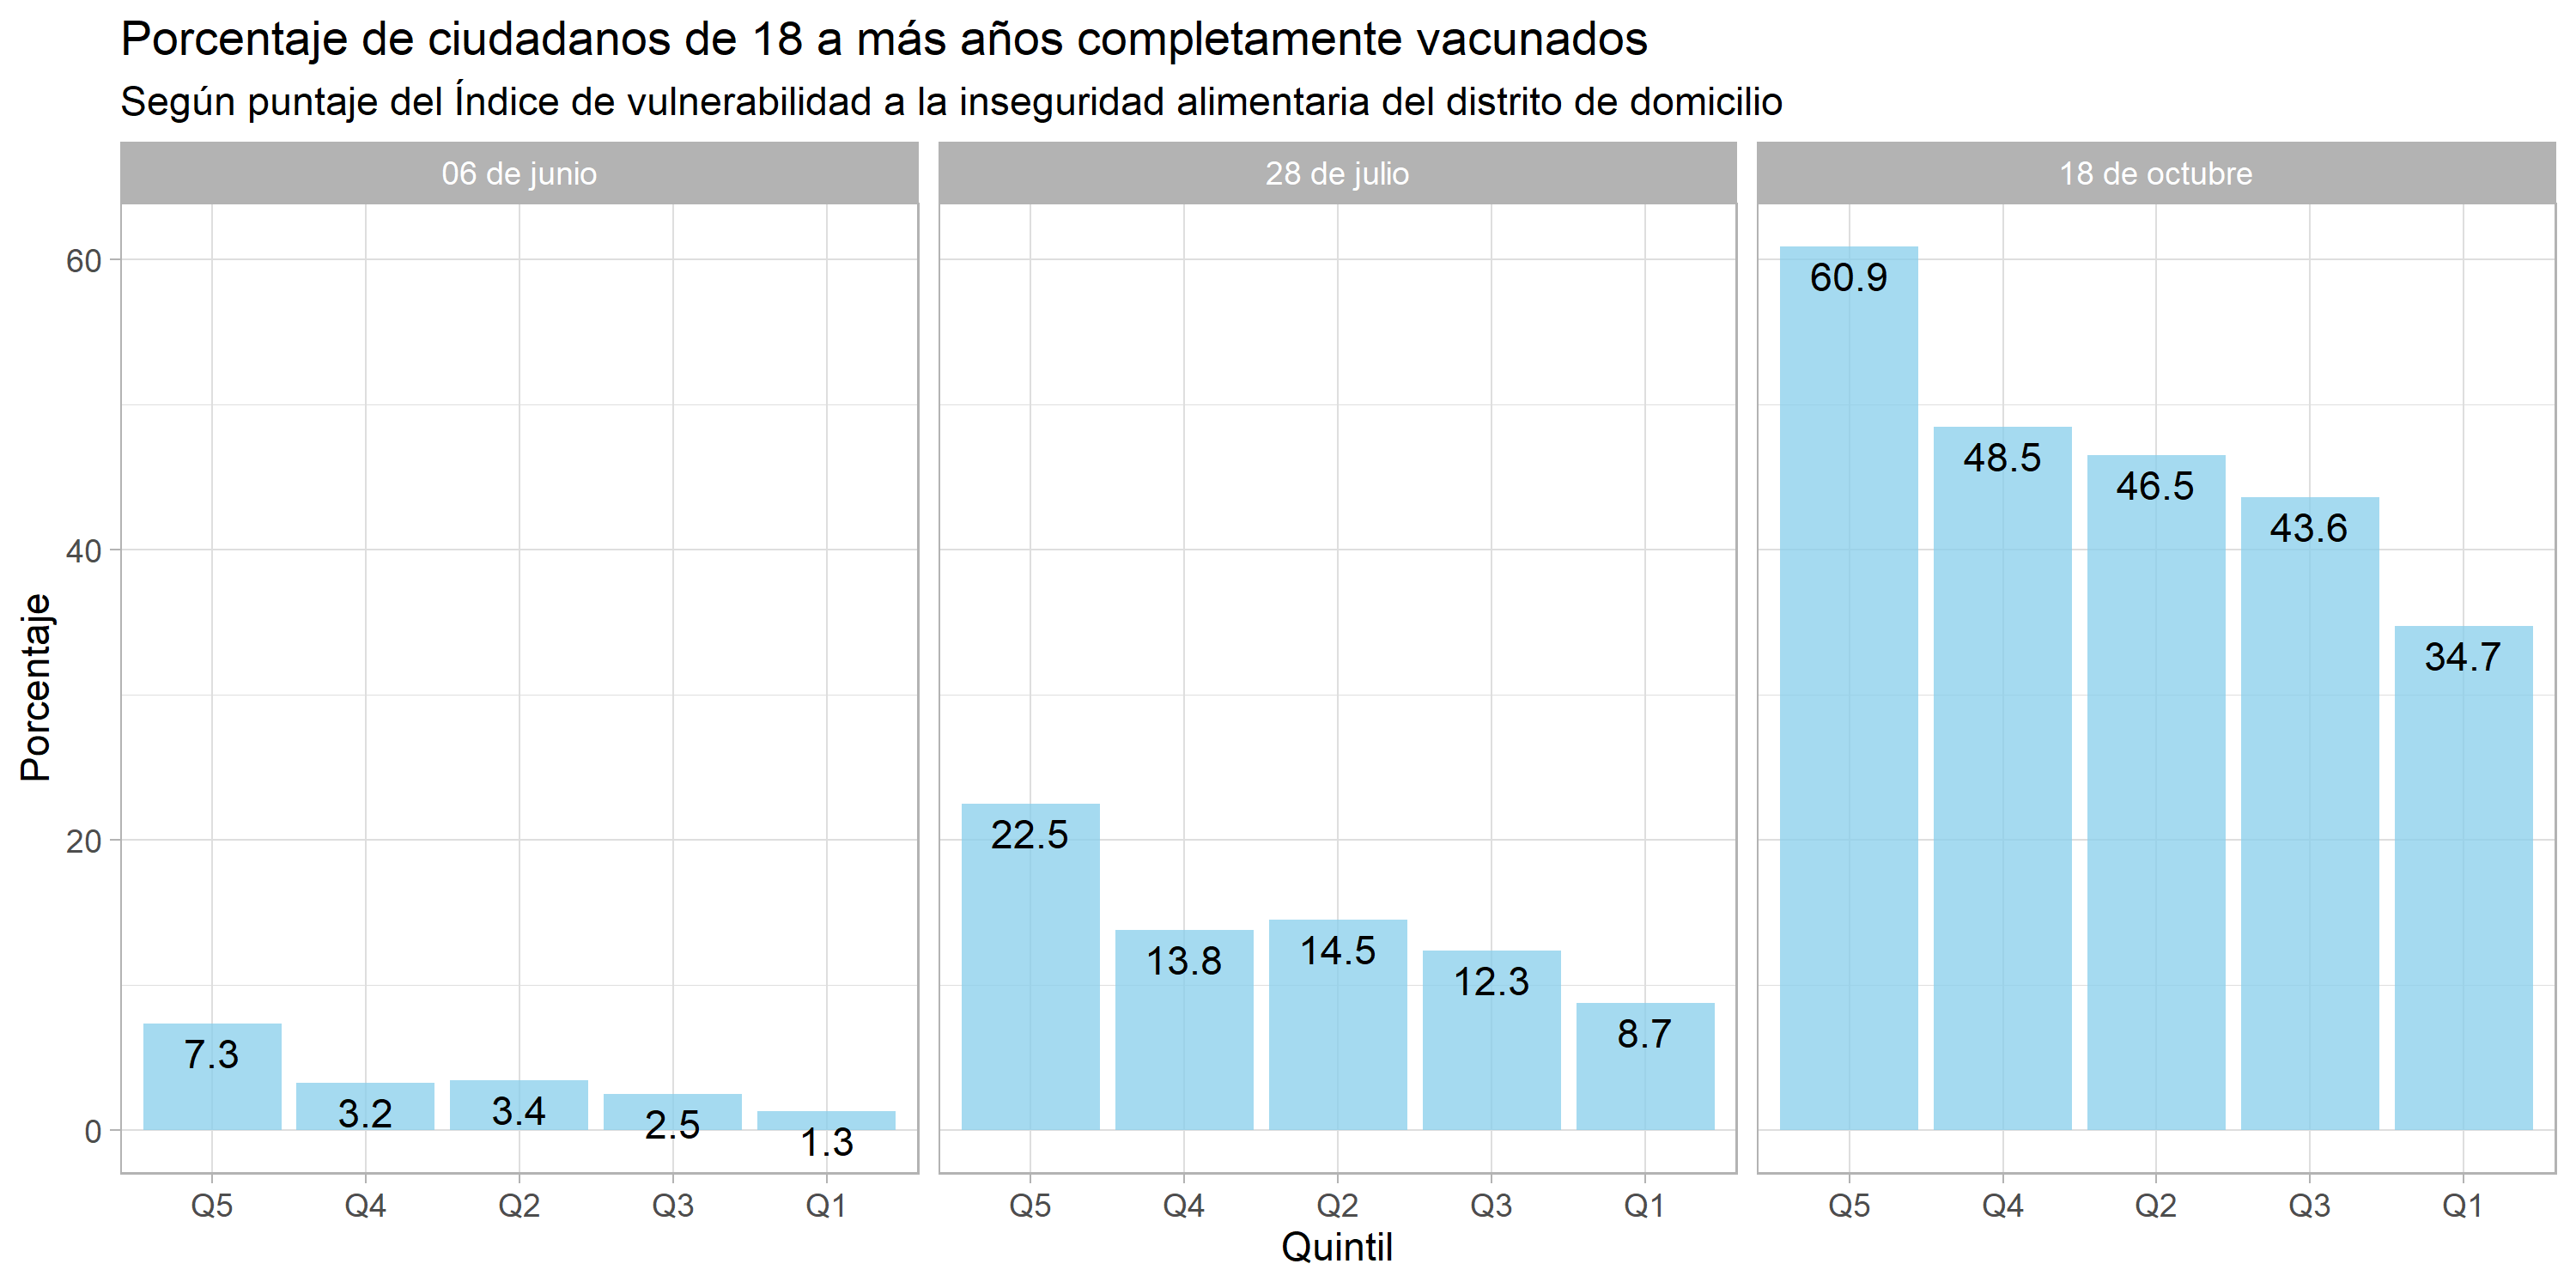 Porcentaje de ciudadanos de 18 a más años completamente vacunados
Según puntaje del Índice de vulnerabilidad a la inseguridad alimentaria del distrito de domicilio
06 de junio
28 de julio
18 de octubre
Porcentaje
60
40
20
0
7.3
3.2
3.4
2.5
1.3
22.5
13.8
14.5
12.3
8.7
60.9
48.5
46.5
43.6
34.7
Q5 Q4 Q2 Q3 Q1
Q5 Q4 Q2 Q3 Q1
Q5 Q4 Q2 Q3 Q1
Quintil